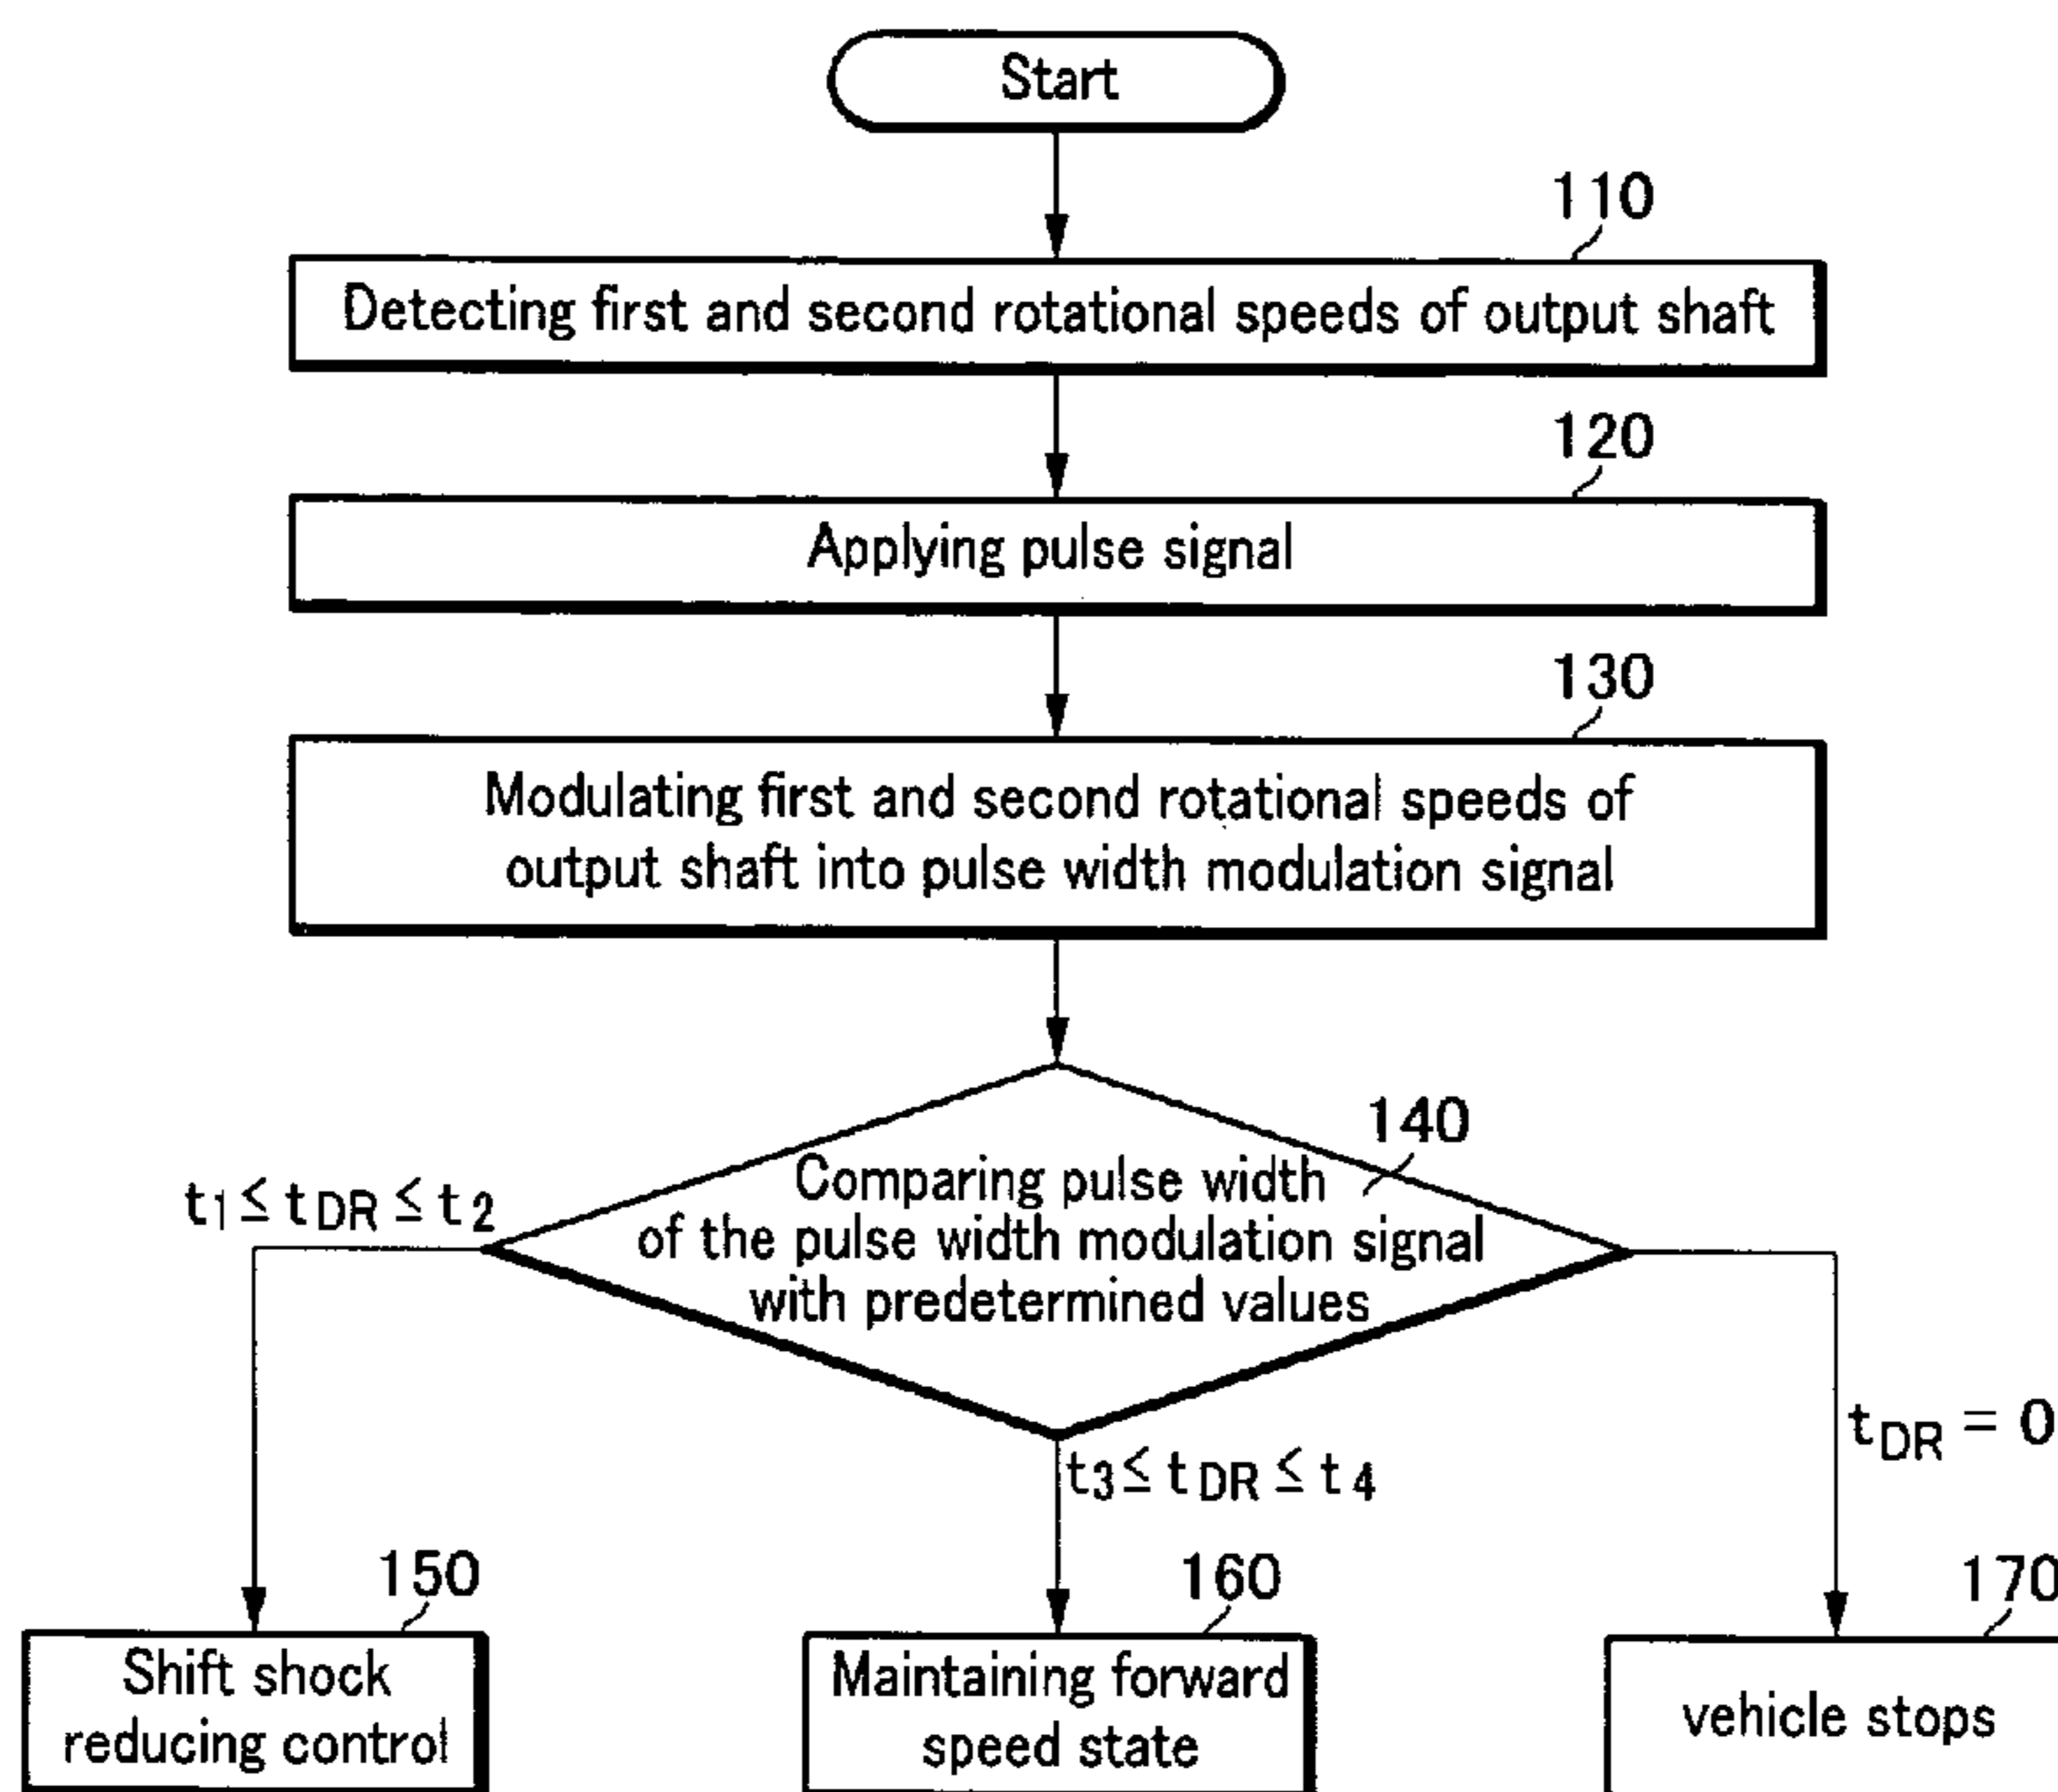 Start
110
Detecting first and second rotational speeds of output shaft
120
Applying pulse signal
130
Modulating first and second rotational speeds of
output shaft into pulse width modulation signal
140
Comparing pulse width
of the pulse width modulation signal
with predetermined values
t1 ≤ tDR ≤ t2
t3 ≤ tDR ≤ t4
tDR = 0
150
Shift shock
reducing control
160
Maintaining forward
speed state
170
vehicle stops